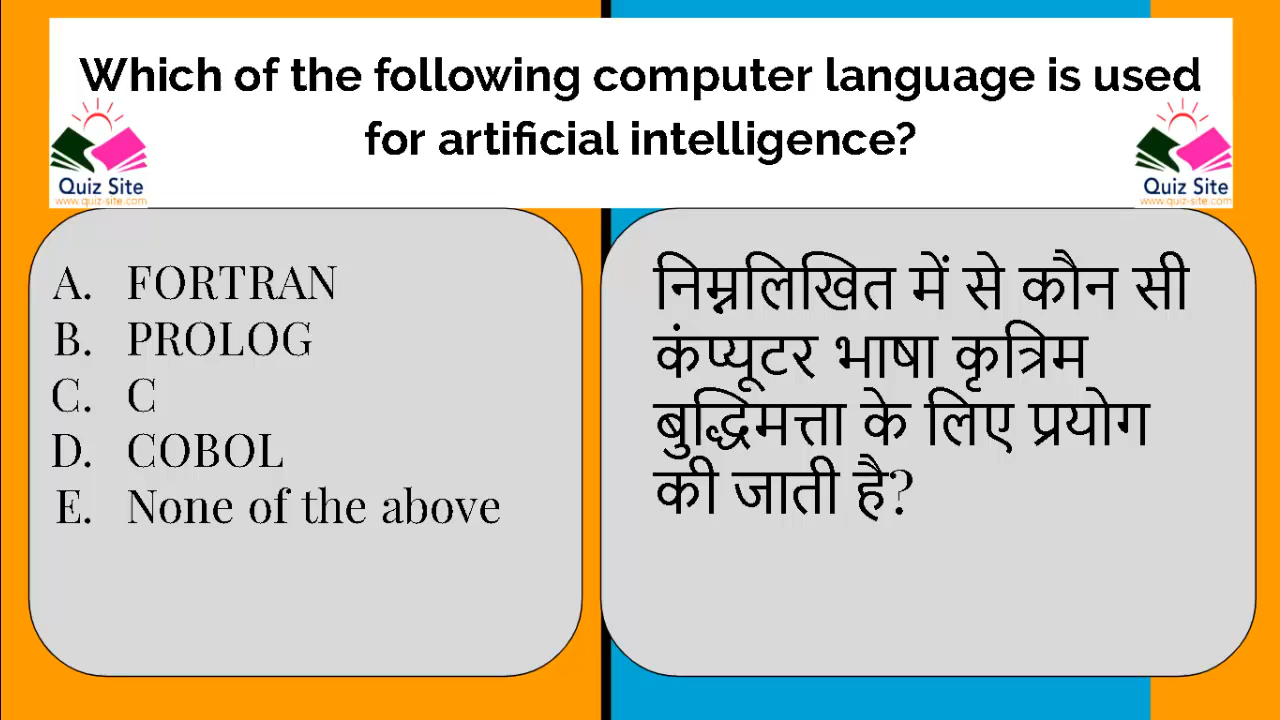 Which of the following computer language is used
for artificial intelligence?
Quiz Site
www.quiz-site.com
Quiz Site
www.quiz-site.com
A. FORTRAN
B. PROLOG
C. C
D. COBOL
E. None of the above
निम्नलिखित में से कौन सी
कंप्यूटर भाषा कृत्रिम
बुद्धिमत्ता के लिए प्रयोग
की जाती है?